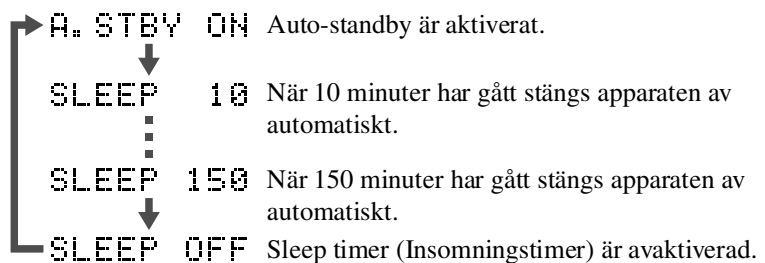 A. STBY ON Auto-standby är aktiverat.
SLEEP 10 När 10 minuter har gått stängs apparaten av
automatiskt.
SLEEP 150 När 150 minuter har gått stängs apparaten av
automatiskt.
SLEEP OFF Sleep timer (Insomningstimer) är avaktiverad.